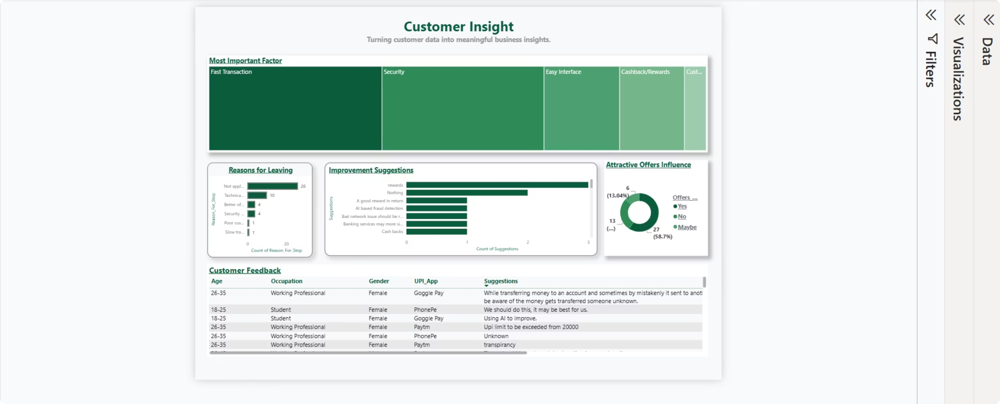 Customer Insight
Turning customer data into meaningful business insights.
Most Important Factor
Fast Transaction
Security
Easy Interface
Cashback/Rewards
Cust...
Reasons for Leaving
Reason_For_Stop
Not appl... 26
Technica... 10
Better of... 4
Security ... 4
Poor cus... 1
Slow tra... 1
0 20
Count of Reason_For_Stop
Improvement Suggestions
Suggestions
rewards
Nothing
A good reward in return
AI based fraud detection
Bad network issue should be r...
Banking services may more si...
Cash backs
0 1 2 3
Count of Suggestions
Attractive Offers Influence
6
(13.04%)
13
(...)
27
(58.7%)
Offers_...
Yes
No
Maybe
Customer Feedback
Age Occupation Gender UPI_App Suggestions
26-35 Working Professional Female Goggle Pay While transferring money to an account and sometimes by mistakenly it sent to
be aware of the money gets transferred someone unknown.
18-25 Student Female PhonePe We should do this, it may be best for us.
18-25 Student Female Goggle Pay Using AI to improve.
26-35 Working Professional Female Paytm Upi limit to be exceeded from 20000
26-35 Working Professional Female PhonePe Unknown
26-35 Working Professional Female Paytm transpirancy
Filters
Visualizations
Data